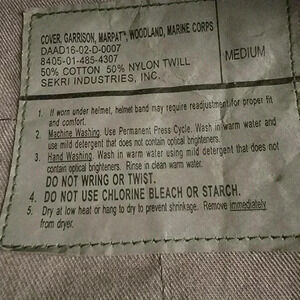 COVER, GARRISON, MARPAT, WOODLAND, MARINE CORPS
DAAD16-02-D-0007
8405-01-485-4307
50% COTTON 50% NYLON TWILL
SEKRI INDUSTRIES, INC.
MEDIUM
1. If worn under helmet, helmet band may require readjustment for proper fit
and comfort.
2. Machine Washing. Use Permanent Press Cycle. Wash in warm water and
use mild detergent that does not contain optical brighteners.
3. Hand Washing. Wash in warm water using mild detergent that does not
contain optical brighteners. Rinse in clean warm water.
DO NOT WRING OR TWIST.
4. DO NOT USE CHLORINE BLEACH OR STARCH.
5. Dry at low heat or hang to dry to prevent shrinkage. Remove immediately
from dryer.